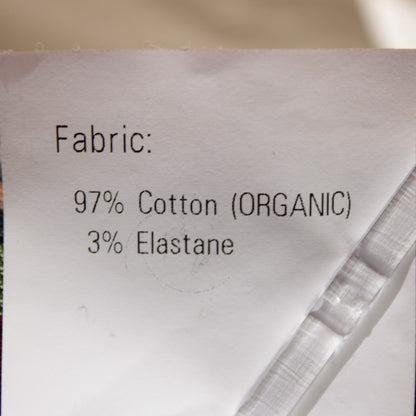 Fabric:
97% Cotton (ORGANIC)
3% Elastane